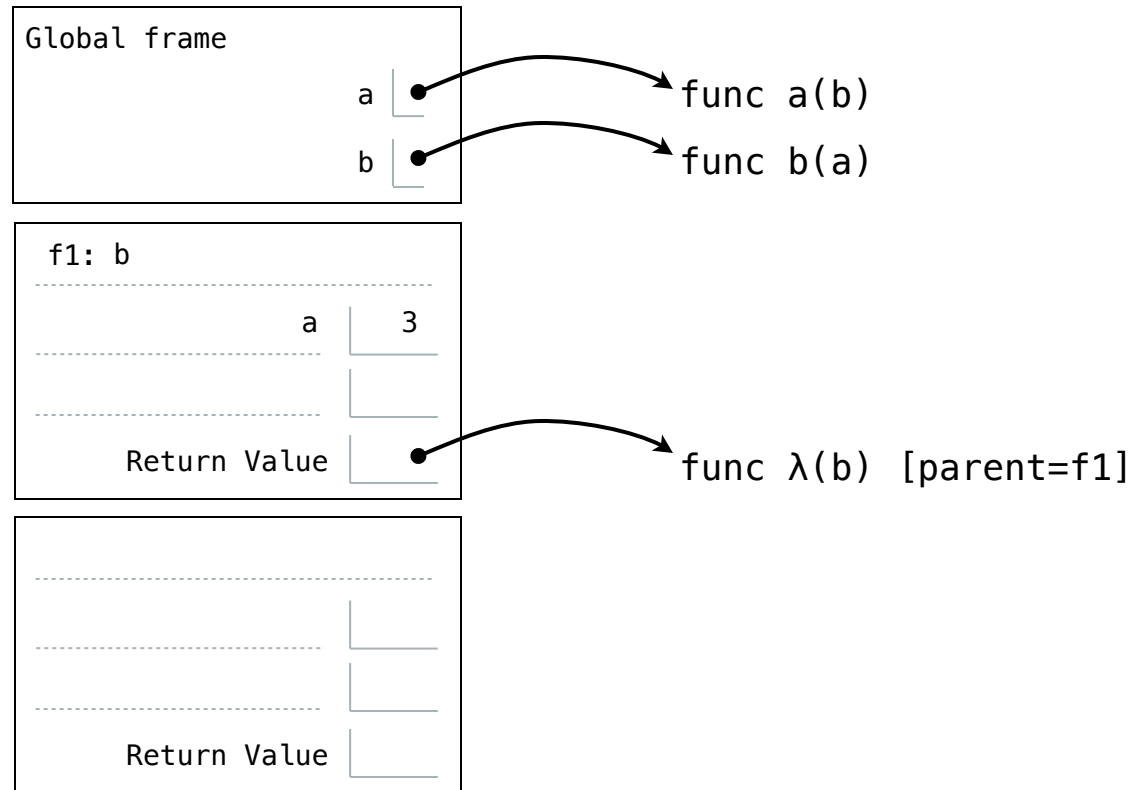 Global frame
a
func a(b)
b
func b(a)
f1: b
a 3
Return Value
func λ(b) [parent=f1]
Return Value